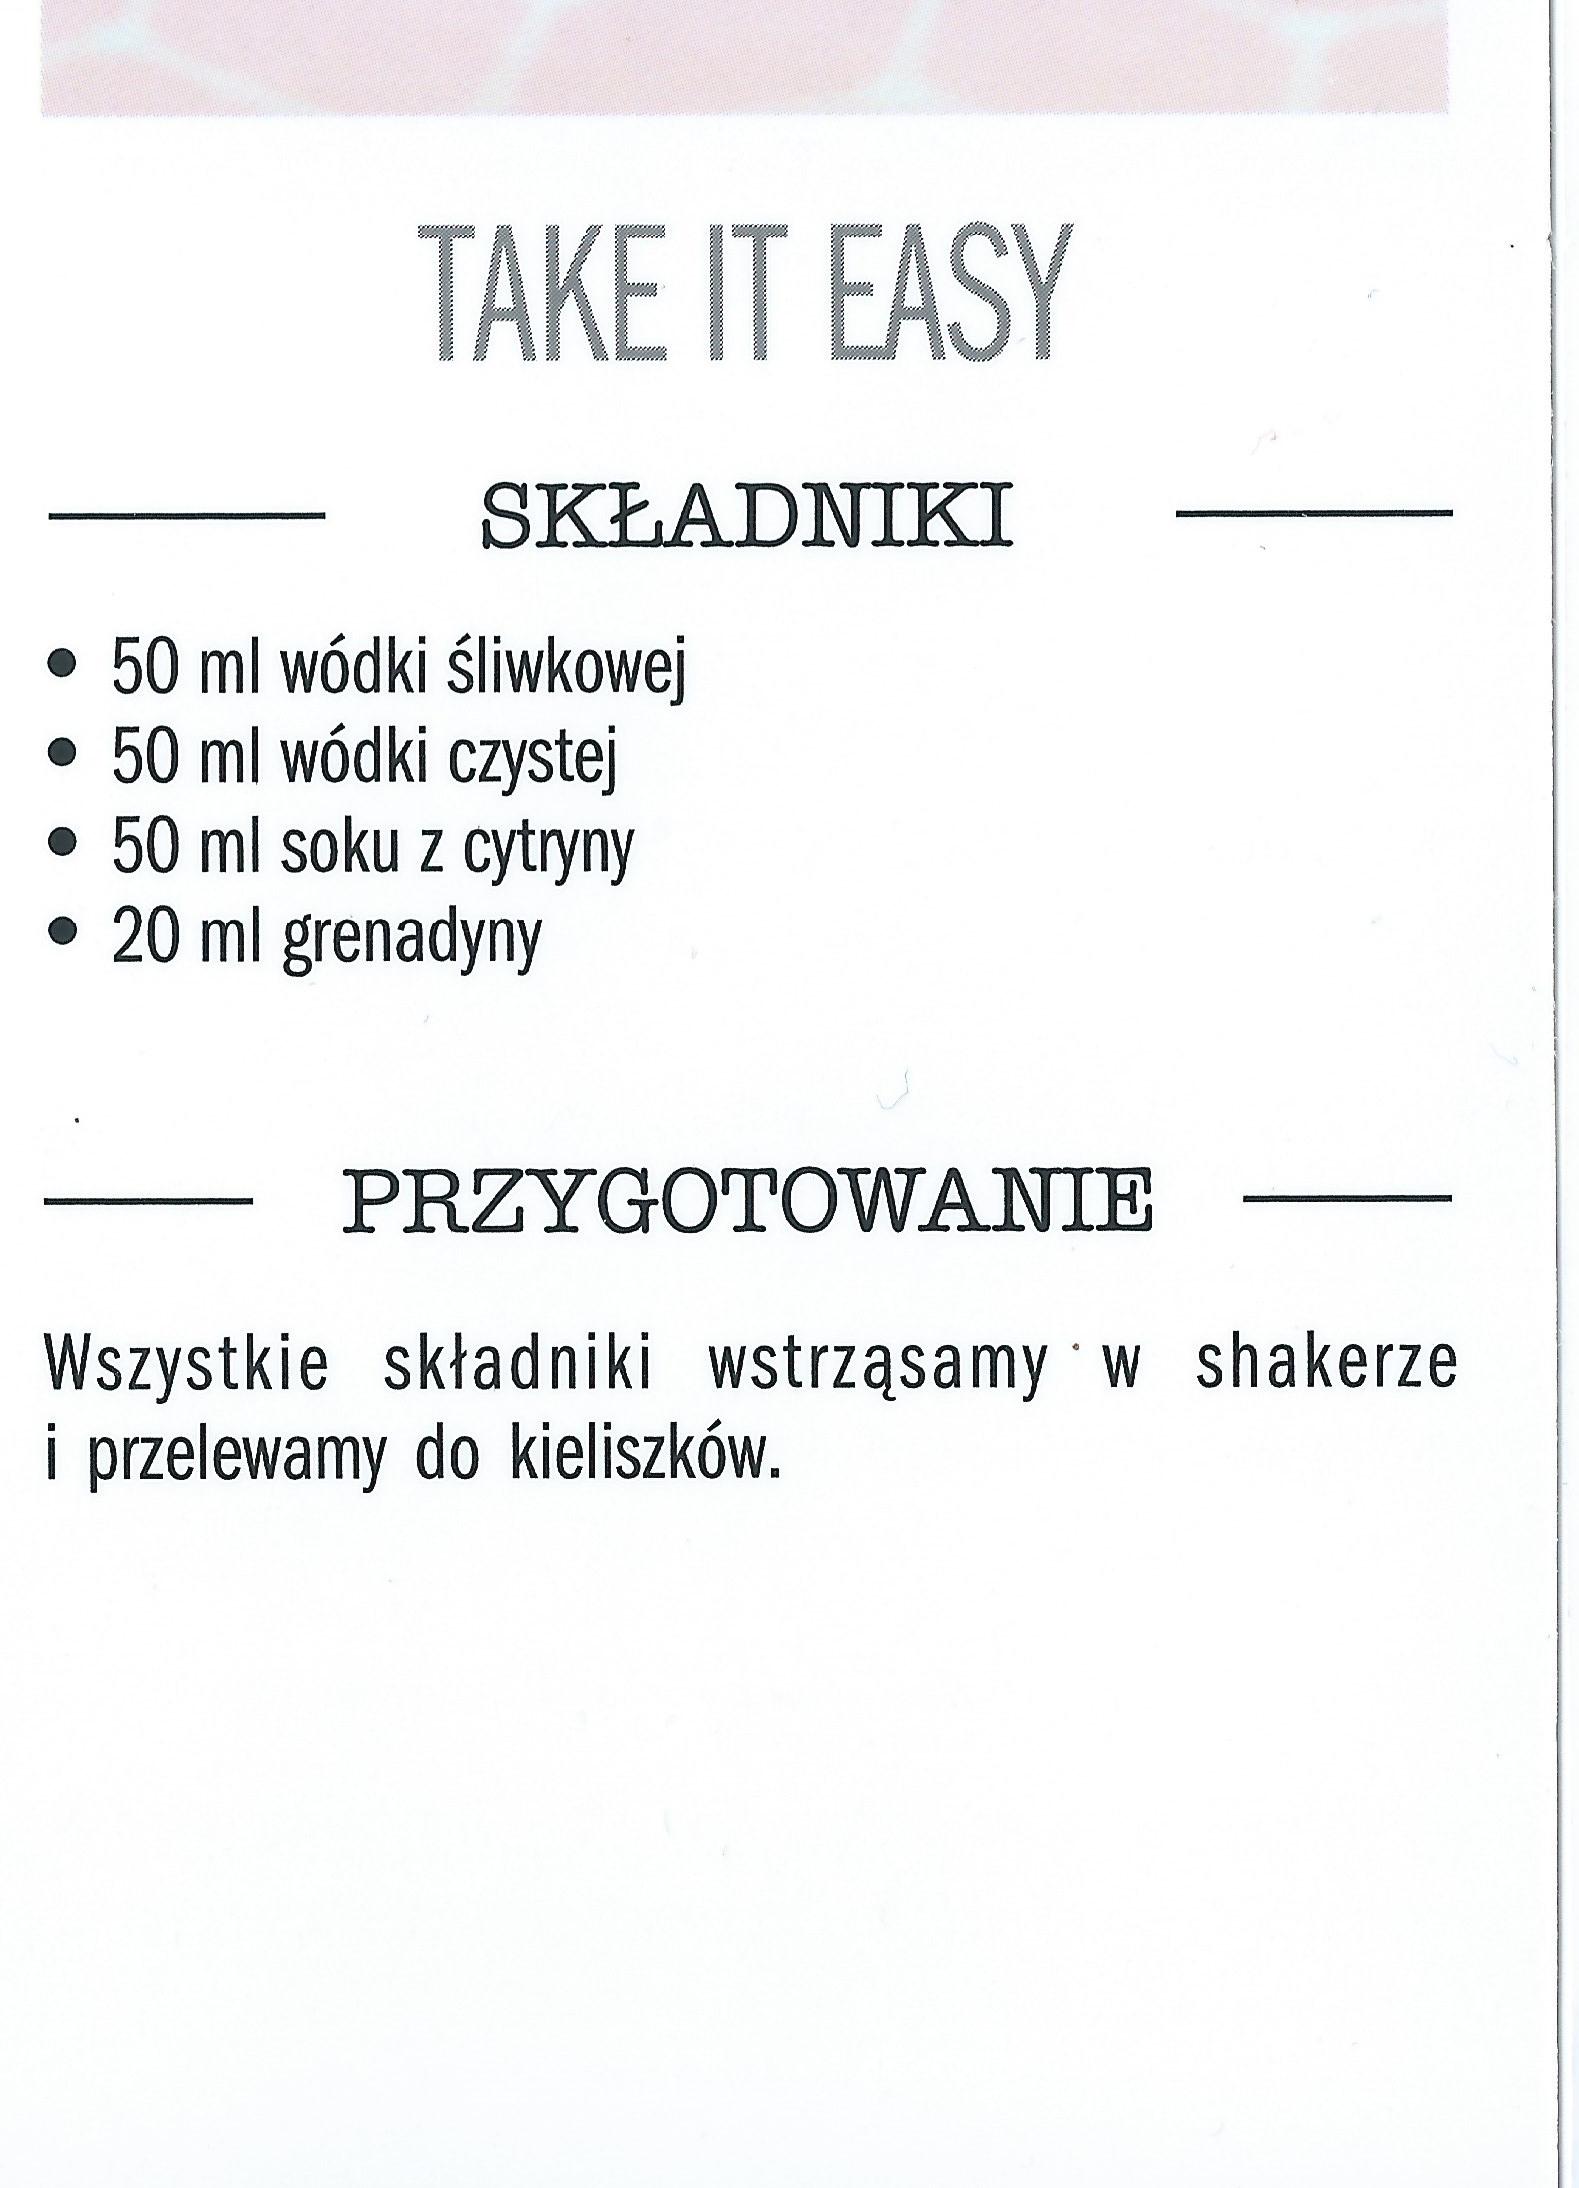 TAKE IT EASY
SKŁADNIKI
• 50 ml wódki śliwkowej
• 50 ml wódki czystej
• 50 ml soku z cytryny
• 20 ml grenadyny
PRZYGOTOWANIE
Wszystkie składniki wstrząsamy w shakerze
i przelewamy do kieliszków.